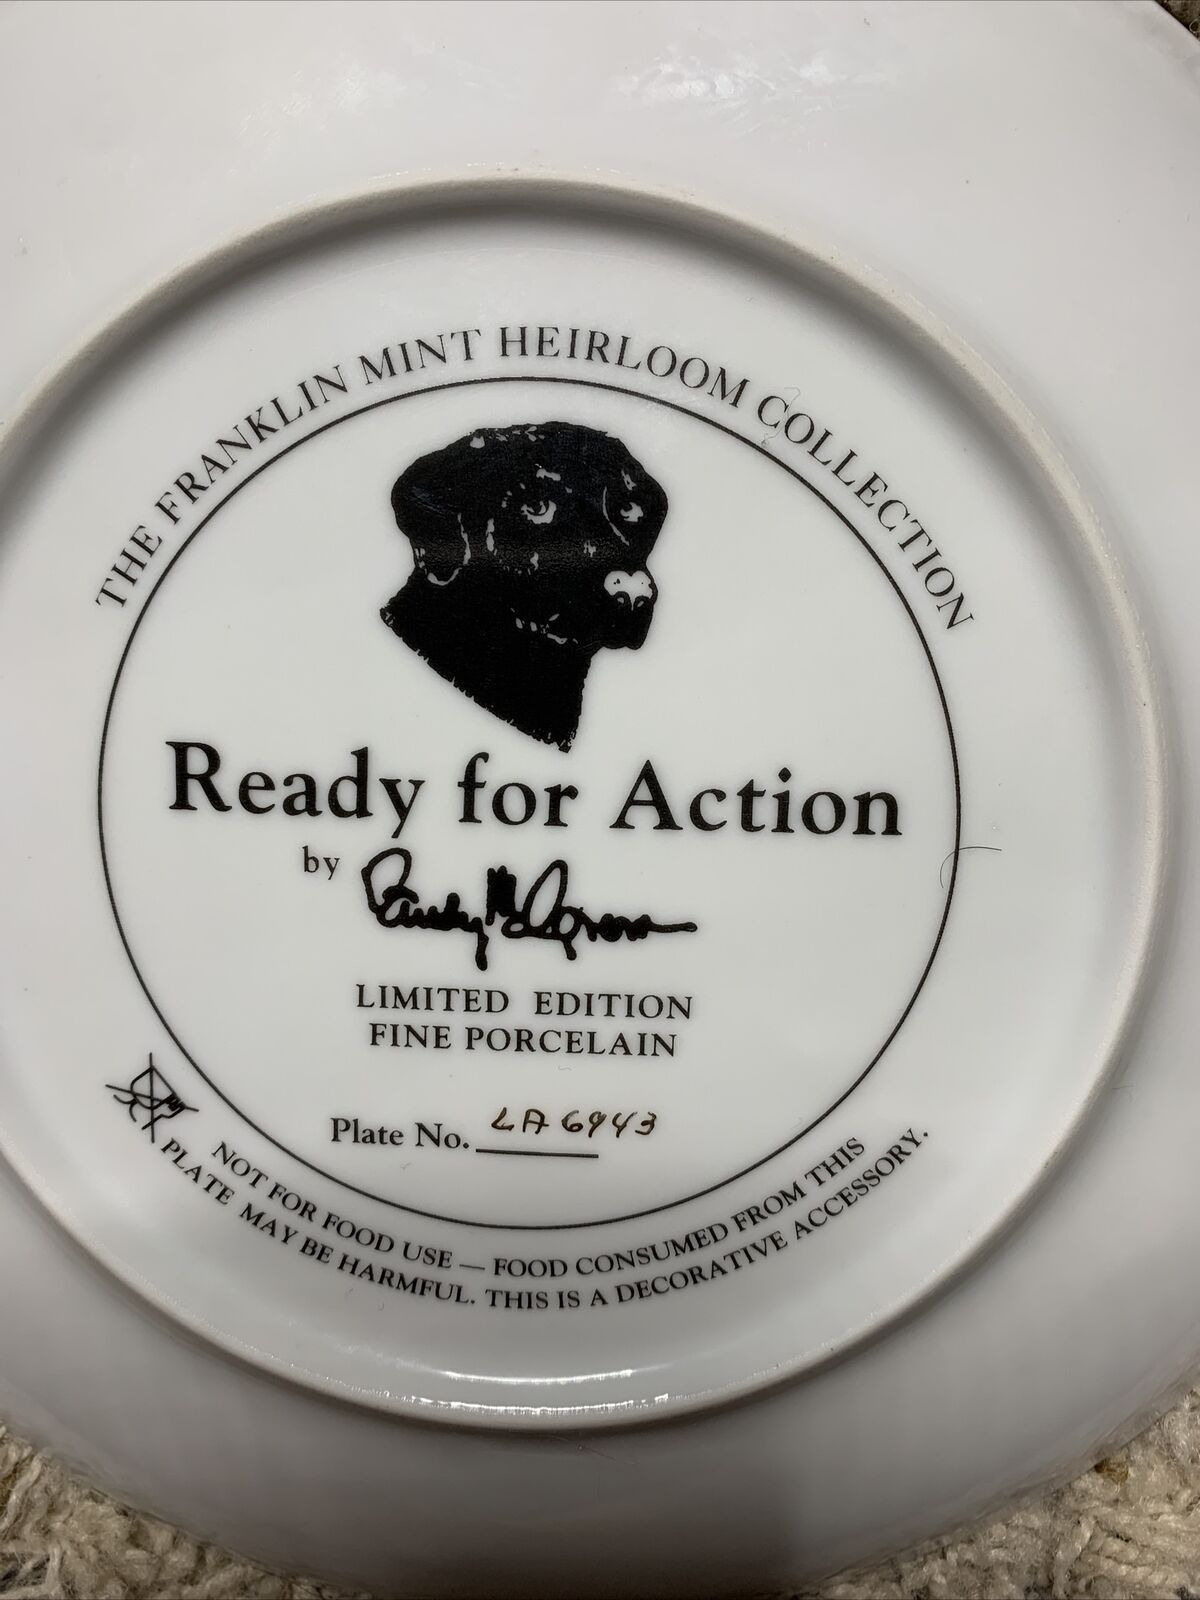 THE FRANKLIN MINT HEIRLOOM COLLECTION
Ready for Action
by
LIMITED EDITION
FINE PORCELAIN
Plate No. LA6943
NOT FOR FOOD USE — FOOD CONSUMED FROM THIS
PLATE MAY BE HARMFUL. THIS IS A DECORATIVE ACCESSORY.